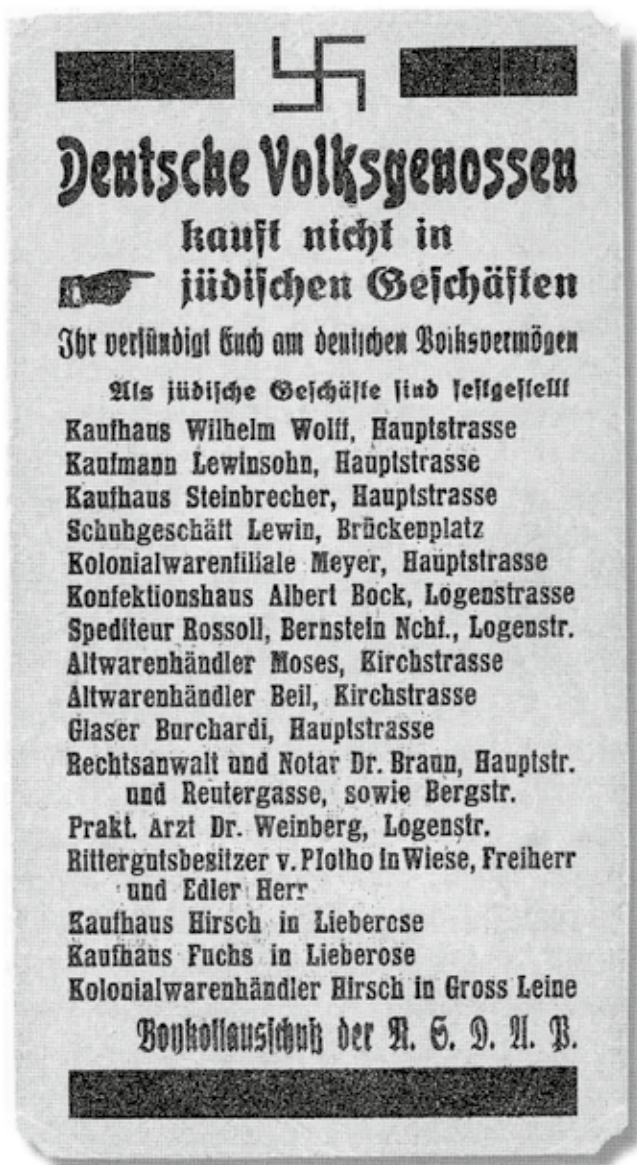 Deutsche Volksgenossen
kauft nicht in
jüdischen Geschäften
Ihr versündigt Euch am deutschen Volksvermögen
Als jüdische Geschäfte sind festgestellt
Kaufhaus Wilhelm Wolff, Hauptstrasse
Kaufmann Lewinsohn, Hauptstrasse
Kaufhaus Steinbrecher, Hauptstrasse
Schuhgeschäft Lewin, Brückenplatz
Kolonialwarenfiliale Meyer, Hauptstrasse
Konfektionshaus Albert Bock, Logenstrasse
Spediteur Rossoll, Bernstein Nchf., Logenstr.
Altwarenhändler Moses, Kirchstrasse
Altwarenhändler Beil, Kirchstrasse
Glaser Burchardi, Hauptstrasse
Rechtsanwalt und Notar Dr. Braun, Hauptstr.
und Reutergasse, sowie Bergstr.
Prakt. Arzt Dr. Weinberg, Logenstr.
Rittergutsbesitzer v. Plotho in Wiese, Freiherr
und Edler Herr
Kaufhaus Hirsch in Lieberose
Kaufhaus Fuchs in Lieberose
Kolonialwarenhändler Hirsch in Gross Leine
Boykottausschuß der N. S. D. A. P.